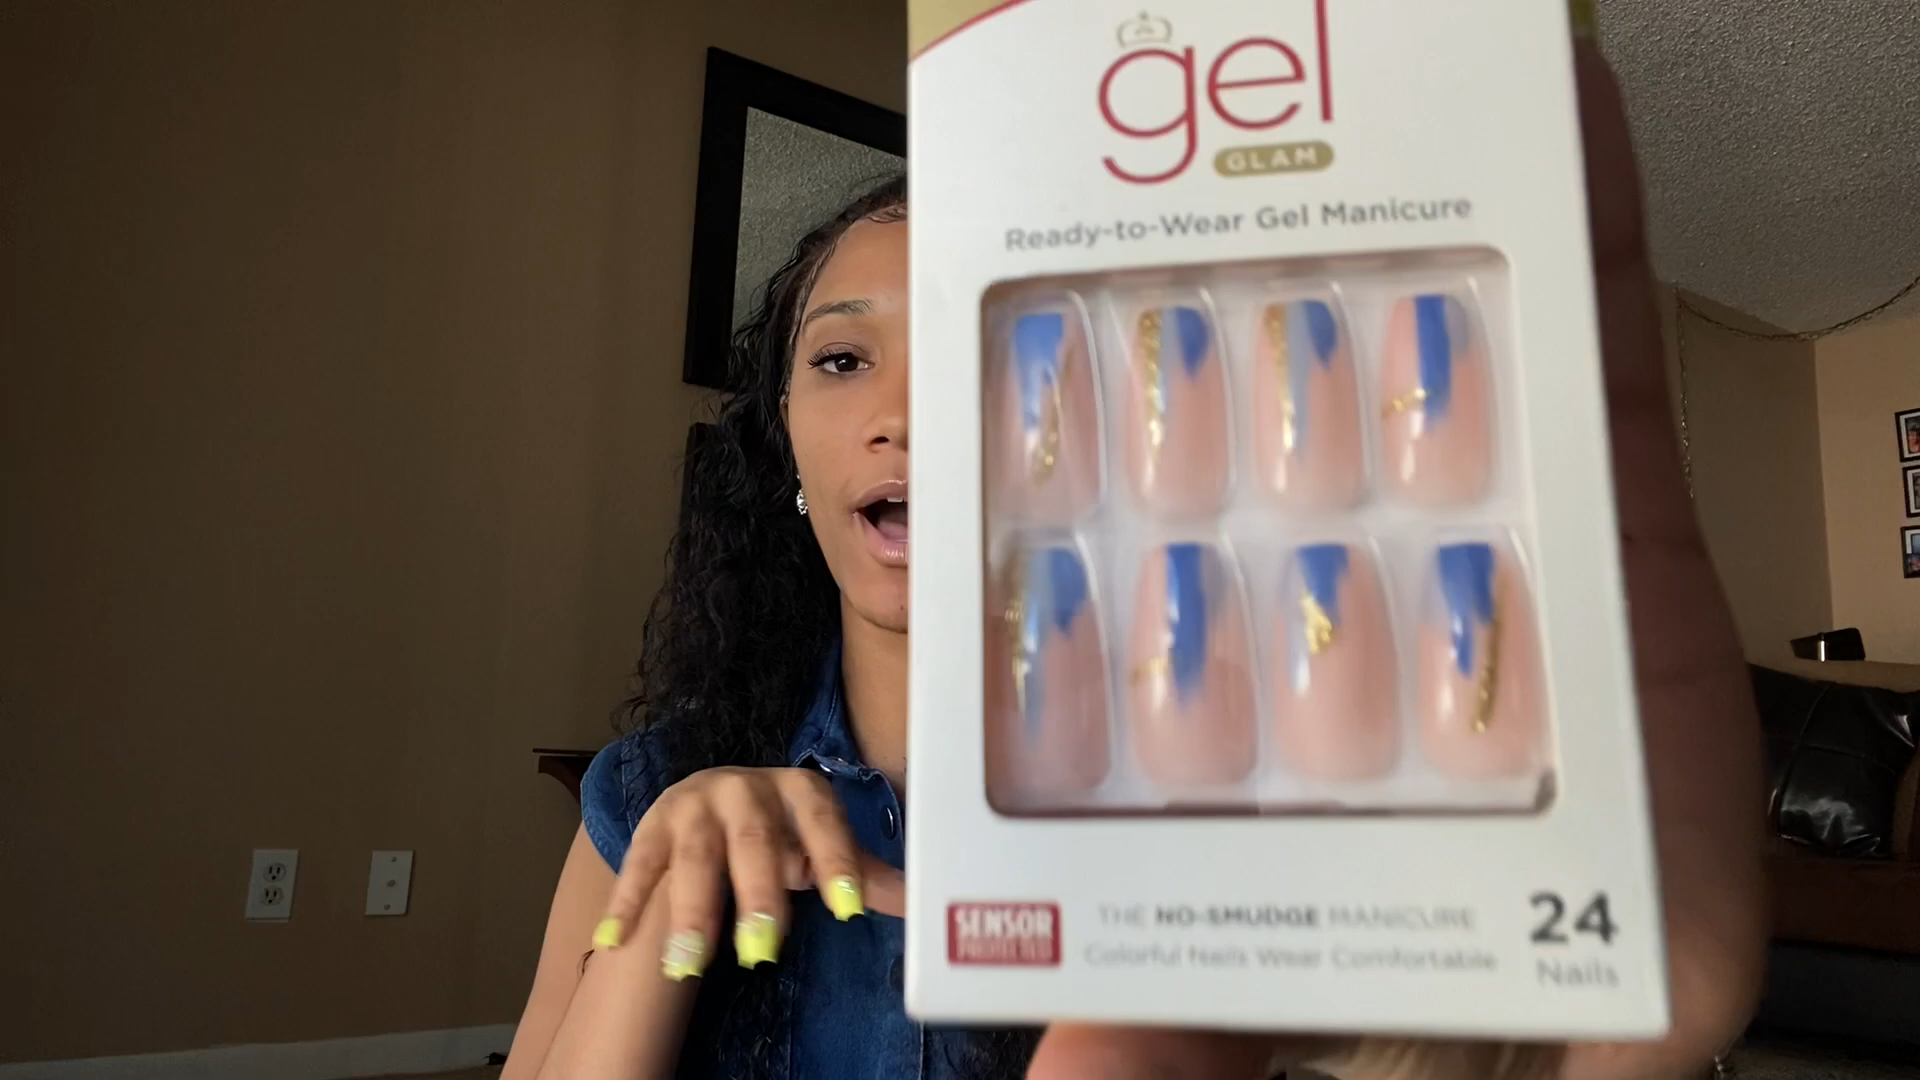 gel
GLAM
Ready-to-Wear Gel Manicure
SENSOR
THE NO-SMUDGE MANICURE
Colorful Nails Wear Comfortable
24
Nails